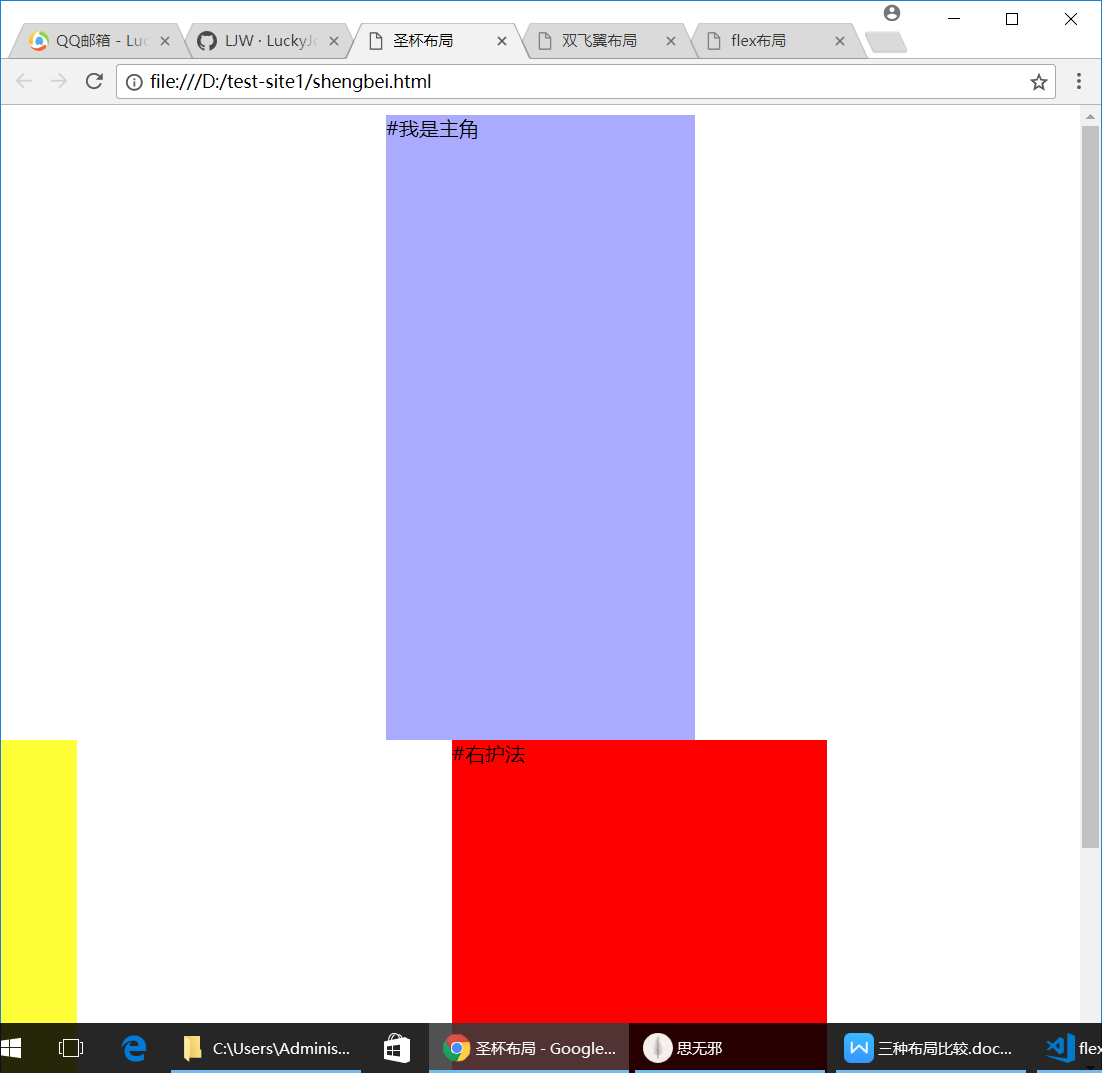 QQ邮箱 - Luc
LJW · LuckyJo
圣杯布局
双飞翼布局
flex布局
file:///D:/test-site1/shengbei.html
#我是主角
#右护法
C:\Users\Adminis...
圣杯布局 - Google...
思无邪
三种布局比较.doc...
flex